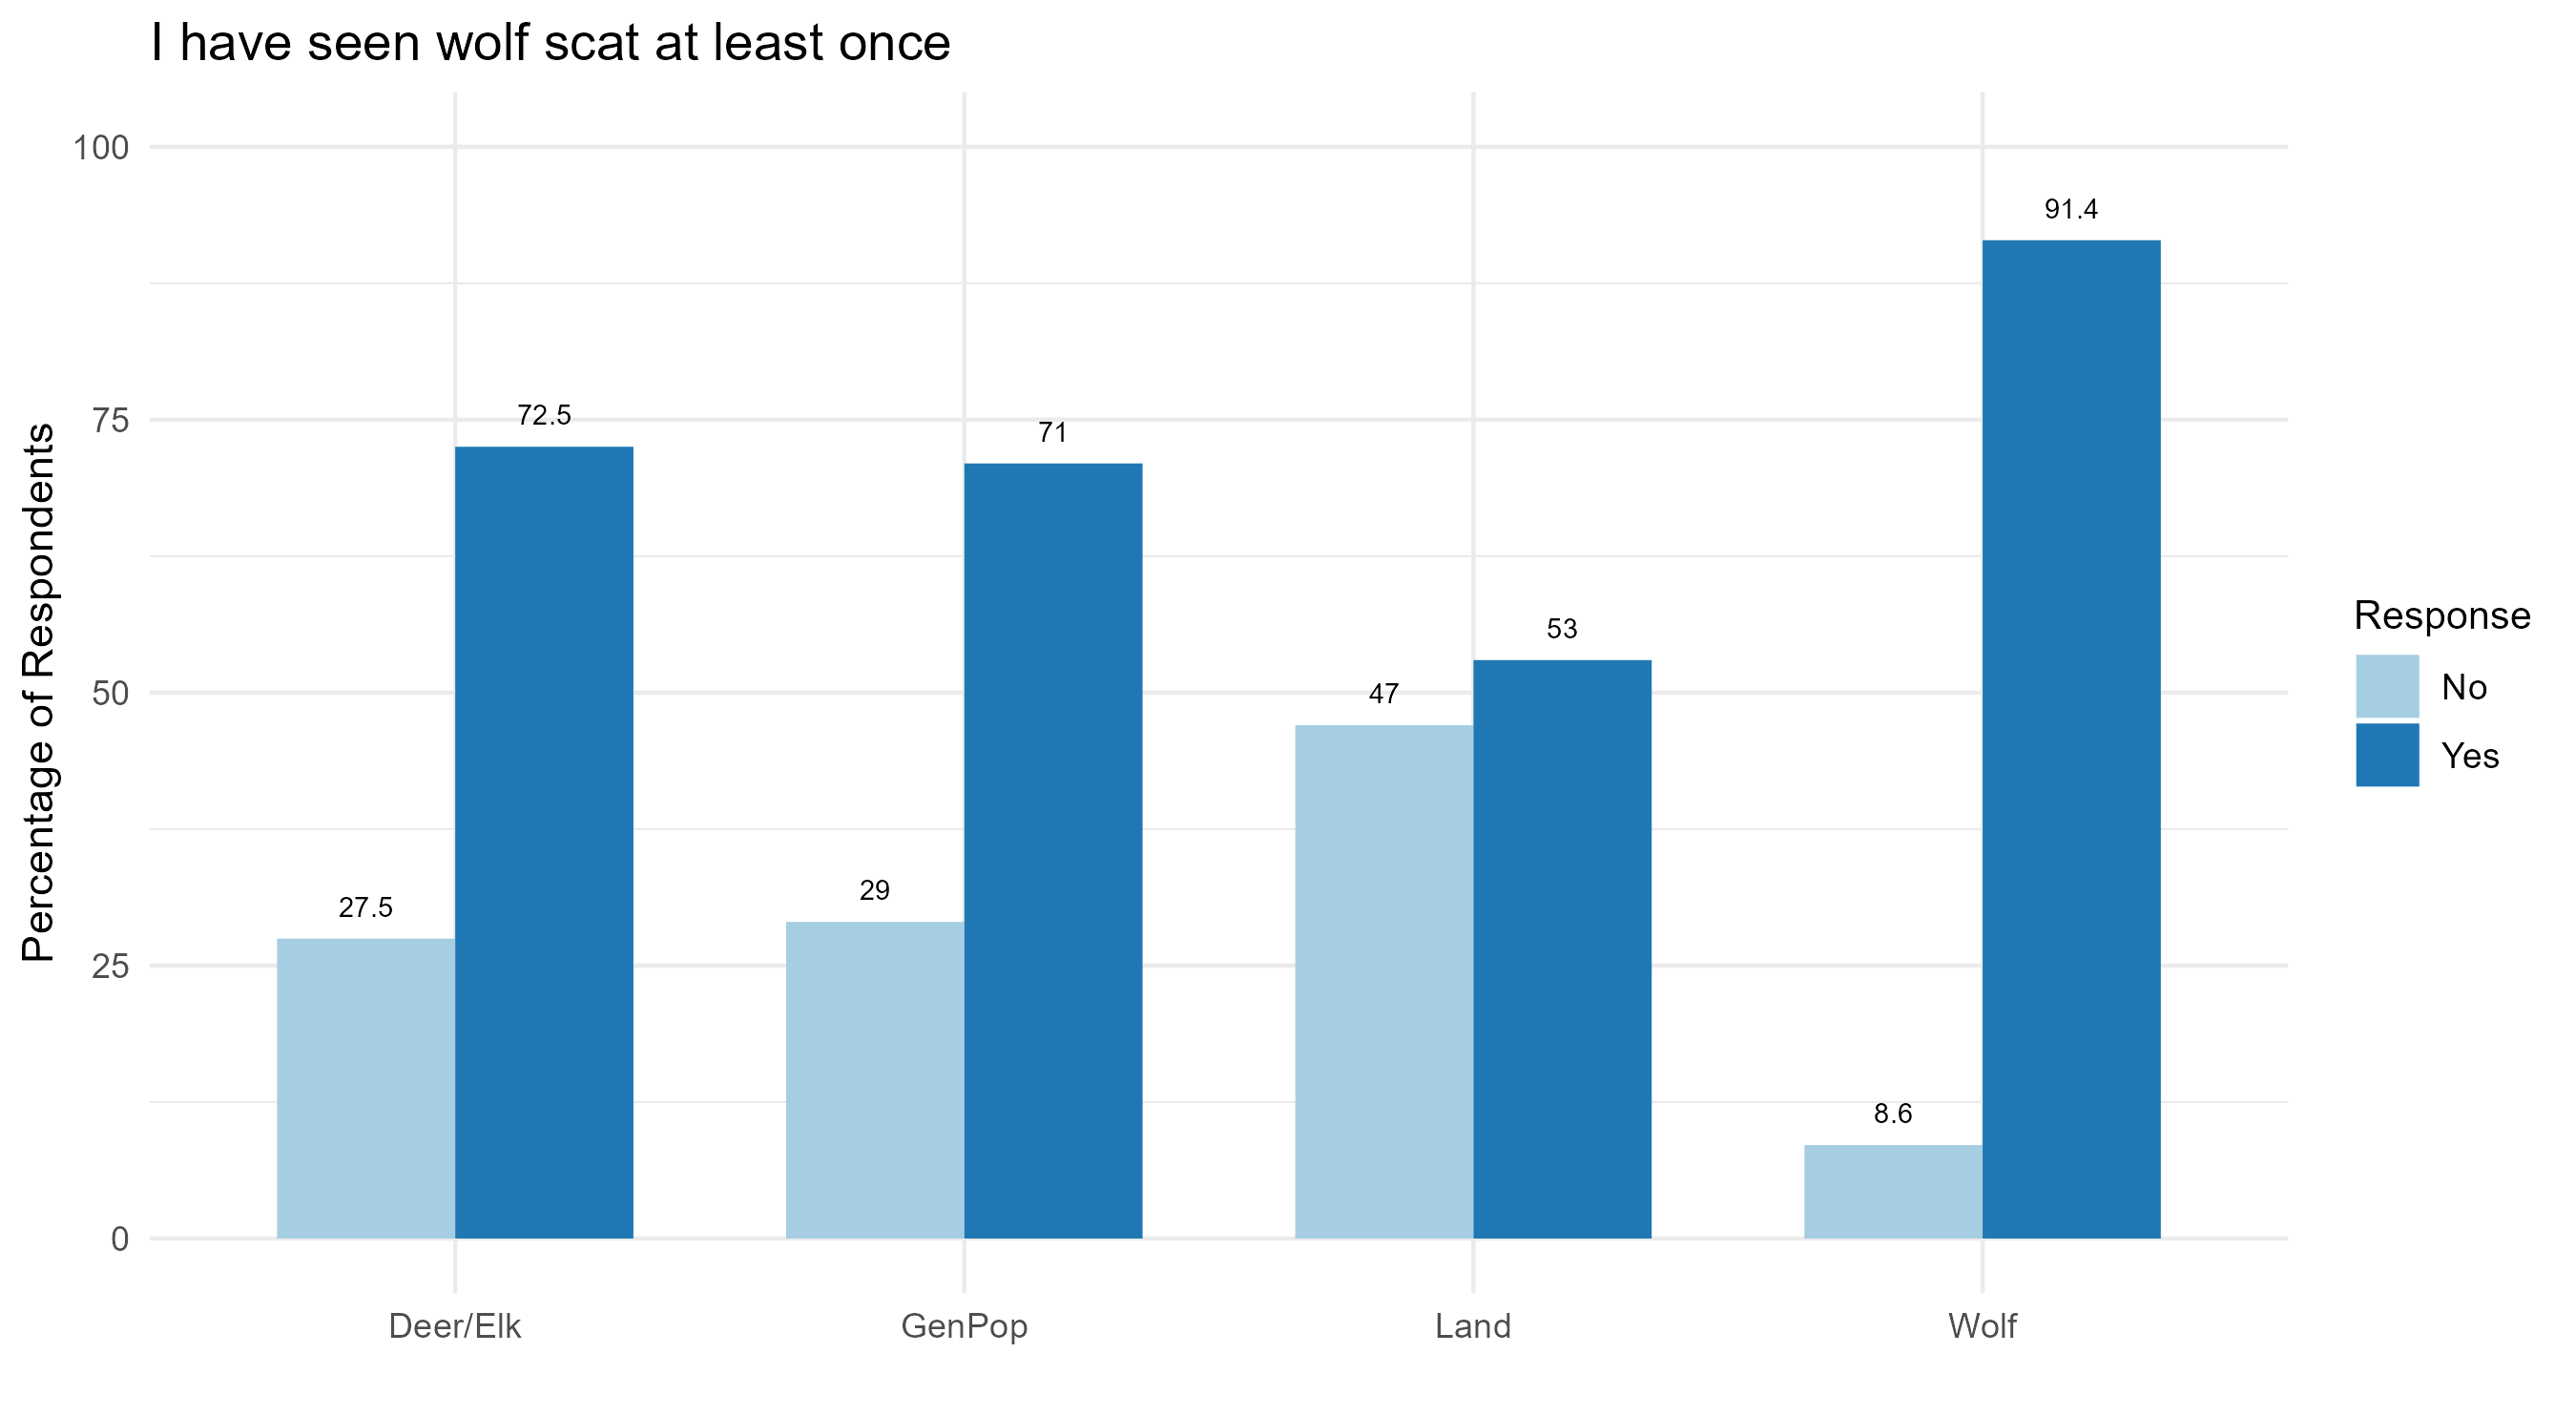 I have seen wolf scat at least once
Percentage of Respondents
100
75
50
25
0
27.5
72.5
29
71
47
53
8.6
91.4
Deer/Elk
GenPop
Land
Wolf
Response
No
Yes